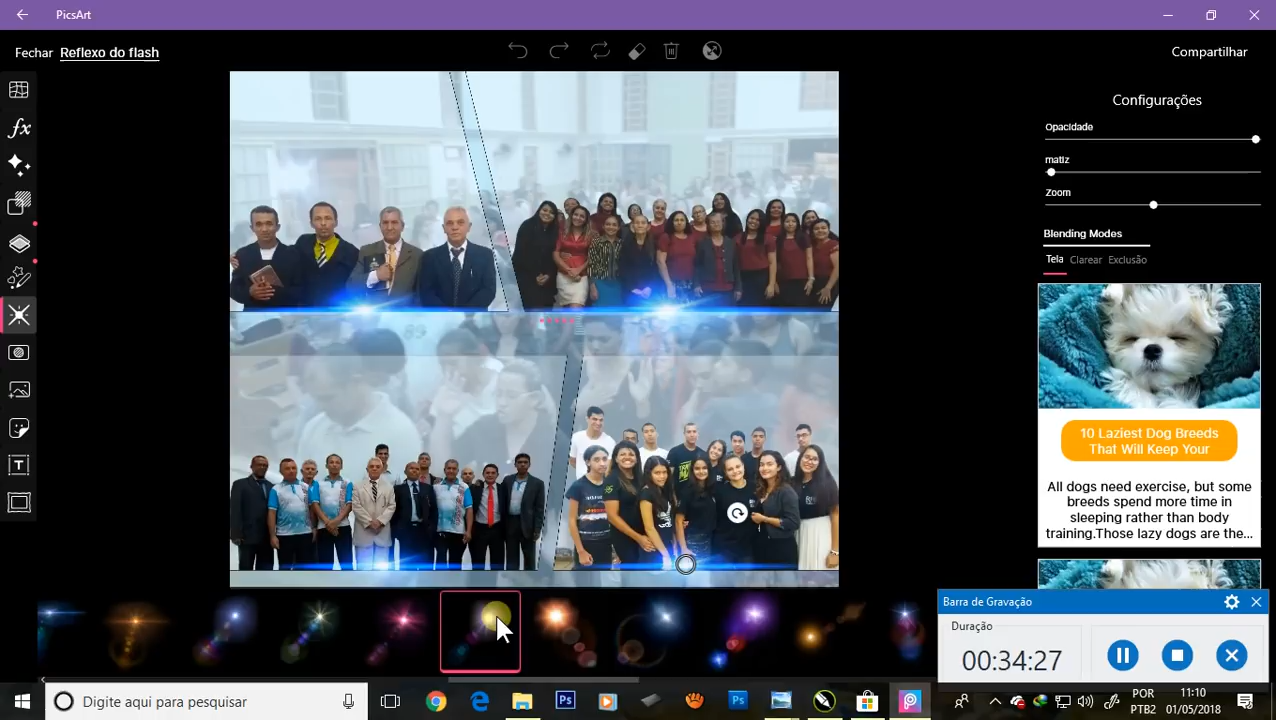 PicsArt
Fechar Reflexo do flash
Compartilhar
Configurações
Opacidade
matiz
Zoom
Blending Modes
Tela Clarear Exclusão
10 Laziest Dog Breeds
That Will Keep Your
All dogs need exercise, but some
breeds spend more time in
sleeping rather than body
training.Those lazy dogs are the...
fx
T
Barra de Gravação
Duração
00:34:27
Digite aqui para pesquisar
Ps
Ps
POR
PTB2
11:10
01/05/2018